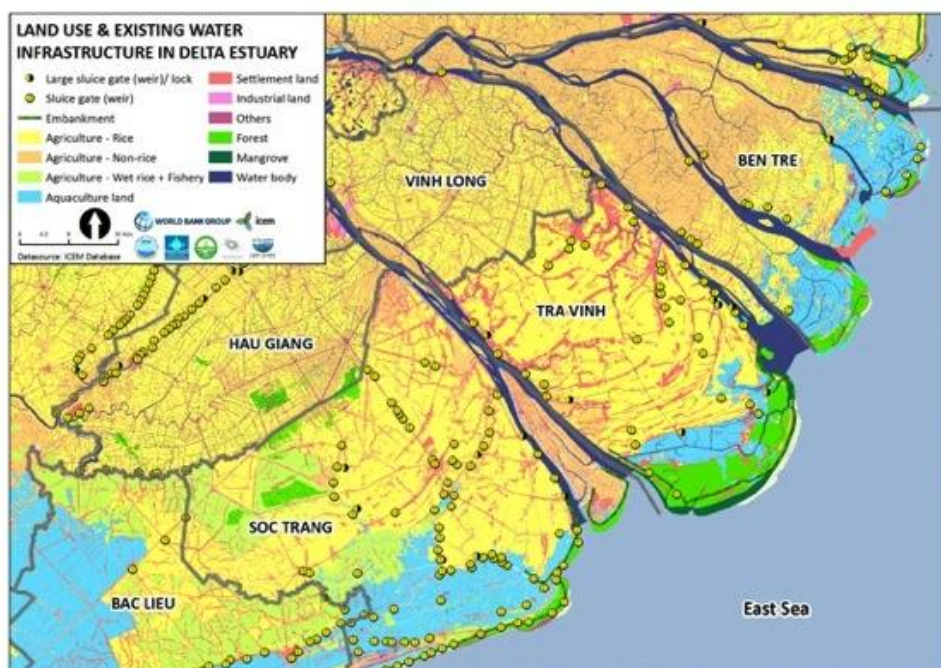 LAND USE & EXISTING WATER
INFRASTRUCTURE IN DELTA ESTUARY
Large sluice gate (weir)/ lock
Sluice gate (weir)
Embankment
Agriculture - Rice
Agriculture - Non-rice
Agriculture - Wet rice + Fishery
Aquaculture land
Settlement land
Industrial land
Others
Forest
Mangrove
Water body
WORLD BANK GROUP
icem
Datasource: ICEM Database
VINH LONG
BEN TRE
TRA VINH
HAU GIANG
SOC TRANG
BAC LIEU
East Sea